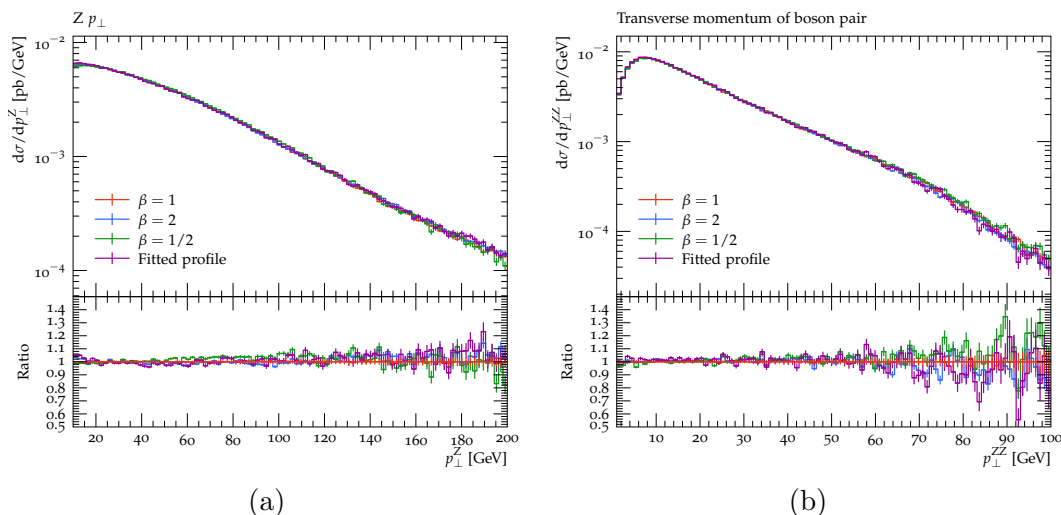 Z p⊥
dσ/dp⊥^Z [pb/GeV]
10⁻²
10⁻³
10⁻⁴
β = 1
β = 2
β = 1/2
Fitted profile
Ratio
1.4
1.3
1.2
1.1
1
0.9
0.8
0.7
0.6
0.5
20 40 60 80 100 120 140 160 180 200
p⊥^Z [GeV]
(a)
Transverse momentum of boson pair
dσ/dp⊥^ZZ [pb/GeV]
10⁻²
10⁻³
10⁻⁴
β = 1
β = 2
β = 1/2
Fitted profile
Ratio
1.4
1.3
1.2
1.1
1
0.9
0.8
0.7
0.6
0.5
10 20 30 40 50 60 70 80 90 100
p⊥^ZZ [GeV]
(b)